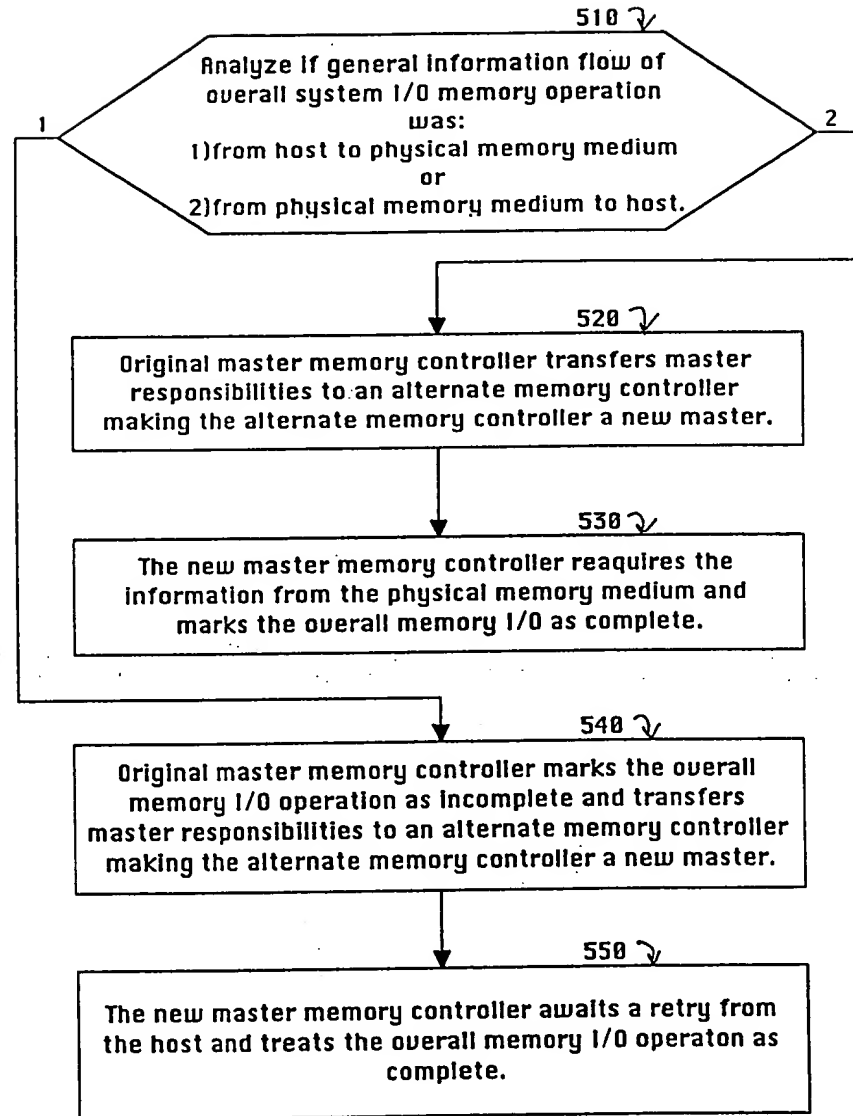 510
Analyze if general information flow of
overall system I/O memory operation
was:
1)from host to physical memory medium
or
2)from physical memory medium to host.
1
2
520
Original master memory controller transfers master
responsibilities to an alternate memory controller
making the alternate memory controller a new master.
530
The new master memory controller reaquires the
information from the physical memory medium and
marks the overall memory I/O as complete.
540
Original master memory controller marks the overall
memory I/O operation as incomplete and transfers
master responsibilities to an alternate memory controller
making the alternate memory controller a new master.
550
The new master memory controller awaits a retry from
the host and treats the overall memory I/O operaton as
complete.